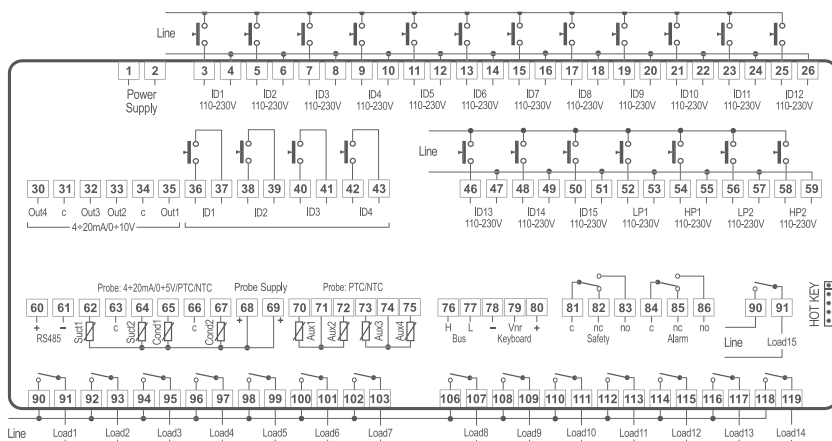 Line
1 2 3 4 5 6 7 8 9 10 11 12 13 14 15 16 17 18 19 20 21 22 23 24 25 26
Power Supply
ID1 ID2 ID3 ID4 ID5 ID6 ID7 ID8 ID9 ID10 ID11 ID12
110-230V 110-230V 110-230V 110-230V 110-230V 110-230V 110-230V 110-230V 110-230V 110-230V 110-230V 110-230V
Line
30 31 32 33 34 35 36 37 38 39 40 41 42 43 46 47 48 49 50 51 52 53 54 55 56 57 58 59
Out4 c Out3 Out2 c Out1 ID1 ID2 ID3 ID4 ID13 ID14 ID15 LP1 HP1 LP2 HP2
4÷20mA/0÷10V 110-230V 110-230V 110-230V 110-230V 110-230V 110-230V 110-230V
Probe: 4÷20mA/0÷5V/PTC/NTC Probe Supply Probe: PTC/NTC
60 61 62 63 64 65 66 67 68 69 70 71 72 73 74 75 76 77 78 79 80 81 82 83 84 85 86 90 91
+ − Suct1 c Suct2 Cond1 c Cond2 + + Aux1 Aux2 Aux3 Aux4 H L − Vnr + c nc no c nc no
RS485 Bus Keyboard Safety Alarm Line Load15
HOT KEY
90 91 92 93 94 95 96 97 98 99 100 101 102 103 106 107 108 109 110 111 112 113 114 115 116 117 118 119
Line Load1 Load2 Load3 Load4 Load5 Load6 Load7 Load8 Load9 Load10 Load11 Load12 Load13 Load14